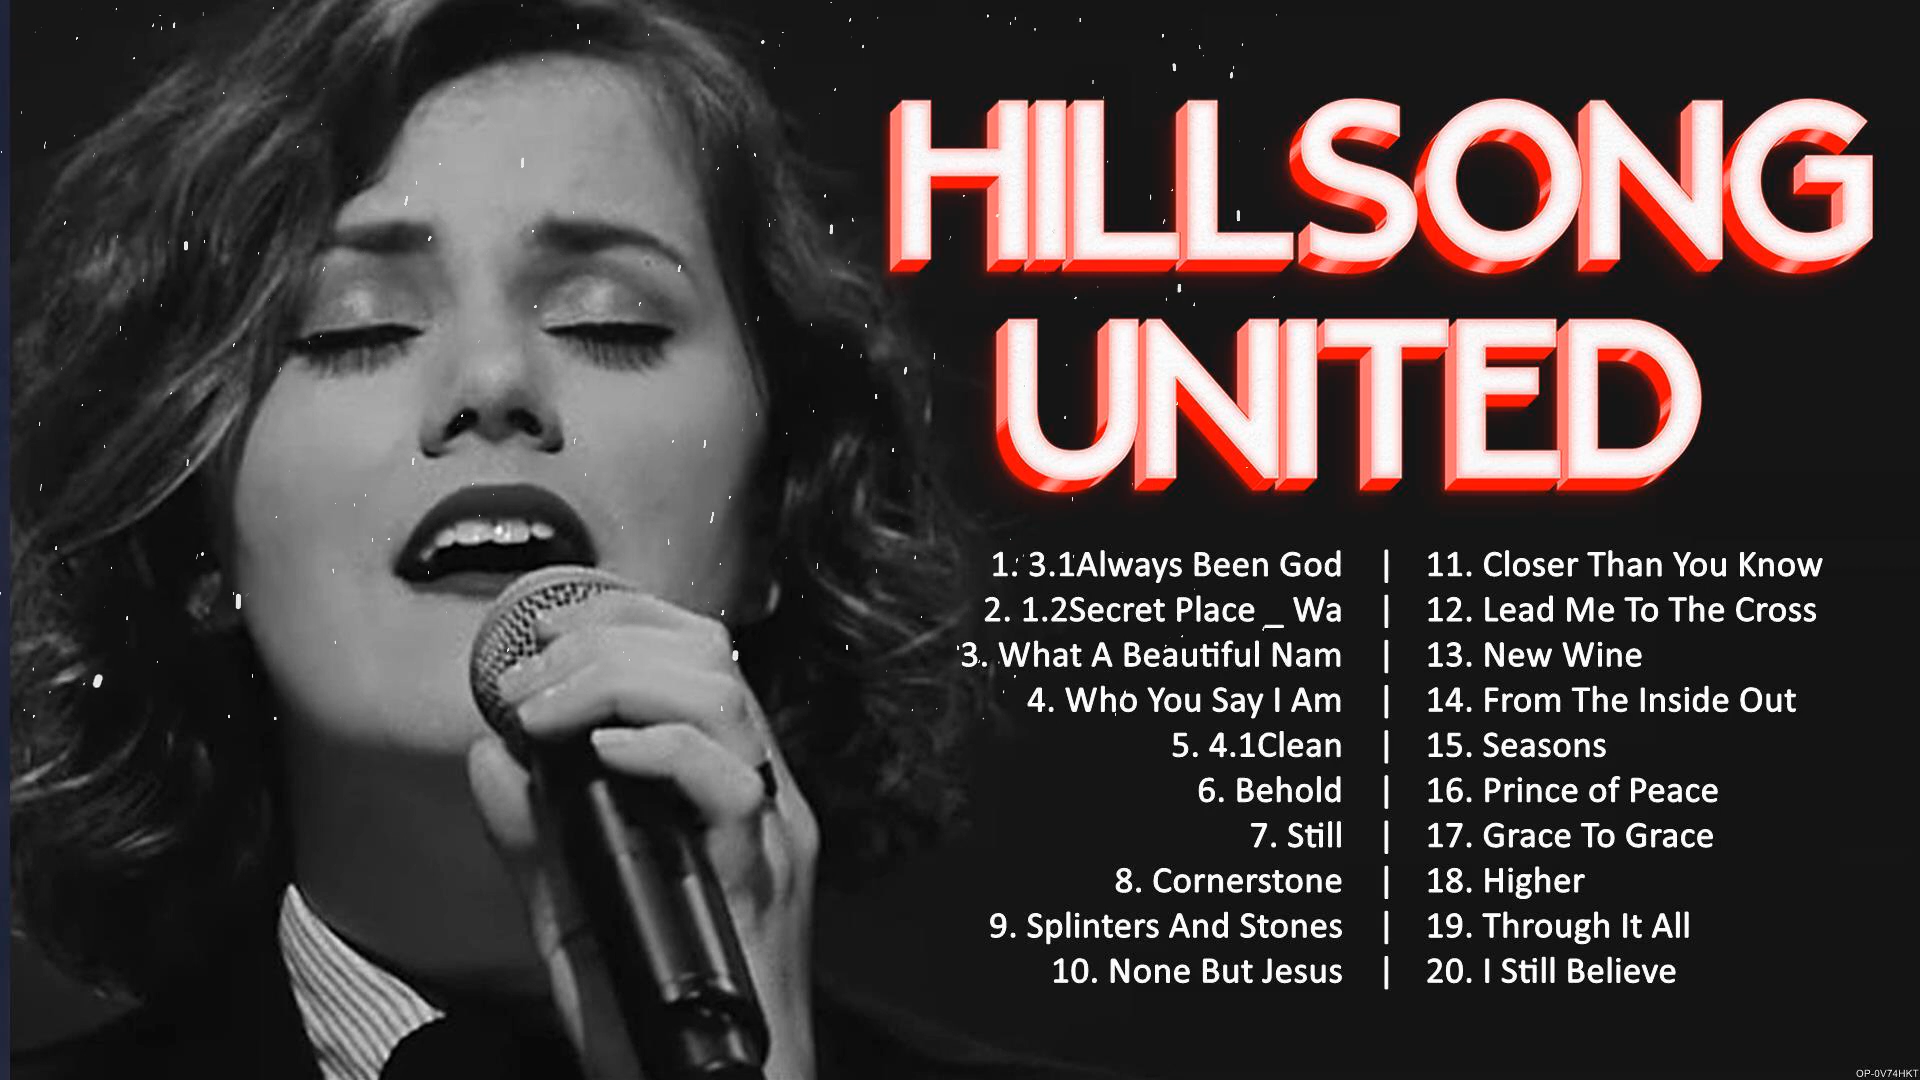 HILLSONG
UNITED
1. 3.1Always Been God | 11. Closer Than You Know
2. 1.2Secret Place _ Wa | 12. Lead Me To The Cross
3. What A Beautiful Nam | 13. New Wine
4. Who You Say I Am | 14. From The Inside Out
5. 4.1Clean | 15. Seasons
6. Behold | 16. Prince of Peace
7. Still | 17. Grace To Grace
8. Cornerstone | 18. Higher
9. Splinters And Stones | 19. Through It All
10. None But Jesus | 20. I Still Believe
OP-0V74HKT